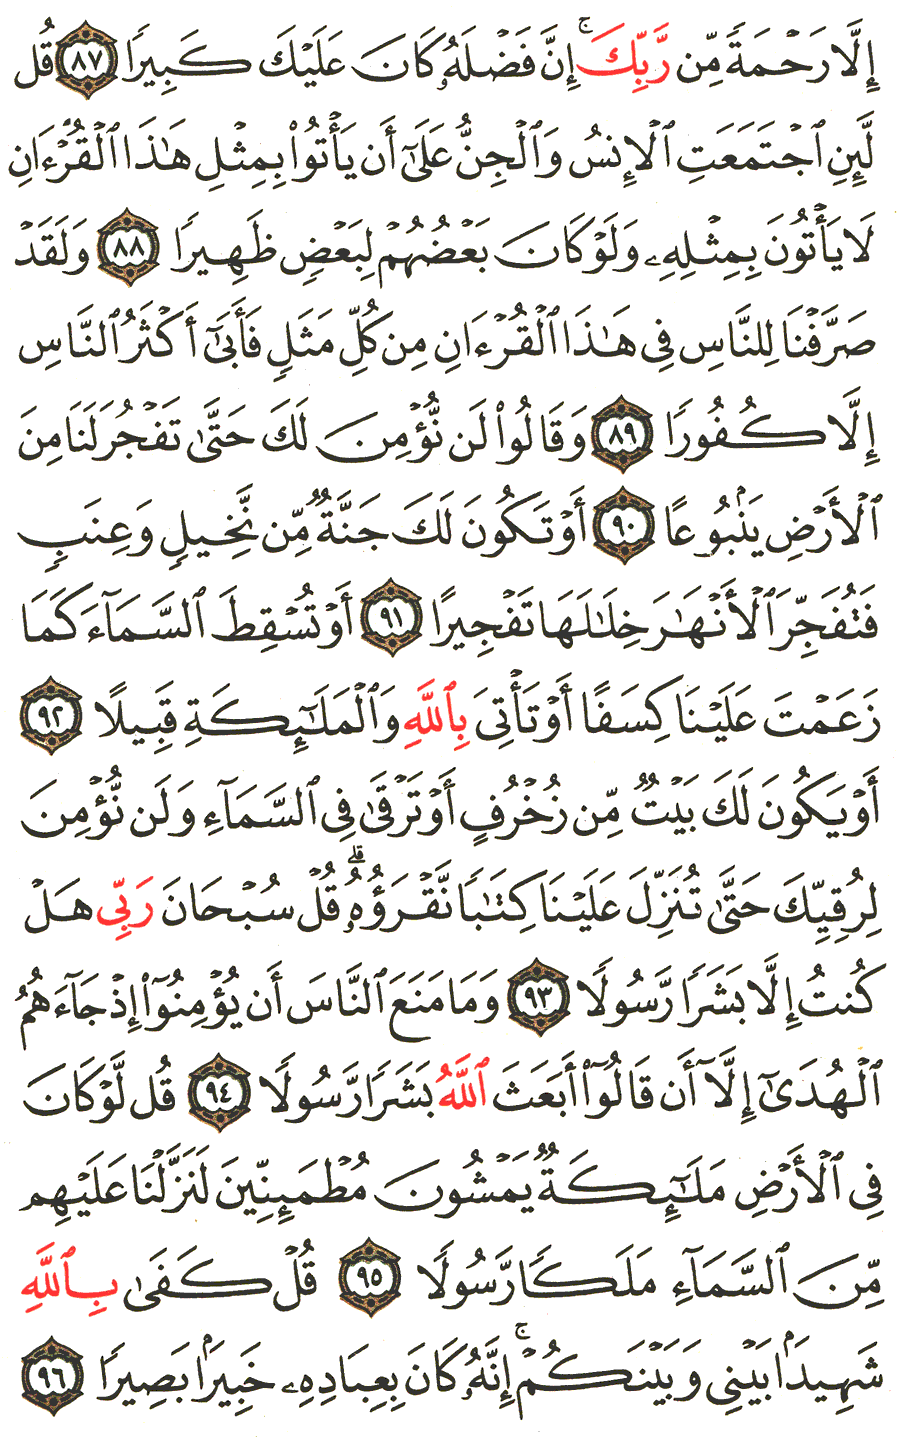 إِلَّا رَحْمَةً مِّن رَّبِّكَ ۚ إِنَّ فَضْلَهُۥ كَانَ عَلَيْكَ كَبِيرًا ٨٧ قُل
لَّئِنِ ٱجْتَمَعَتِ ٱلْإِنسُ وَٱلْجِنُّ عَلَىٰٓ أَن يَأْتُوا۟ بِمِثْلِ هَـٰذَا ٱلْقُرْءَانِ
لَا يَأْتُونَ بِمِثْلِهِۦ وَلَوْ كَانَ بَعْضُهُمْ لِبَعْضٍ ظَهِيرًا ٨٨ وَلَقَدْ
صَرَّفْنَا لِلنَّاسِ فِى هَـٰذَا ٱلْقُرْءَانِ مِن كُلِّ مَثَلٍ فَأَبَىٰٓ أَكْثَرُ ٱلنَّاسِ
إِلَّا كُفُورًا ٨٩ وَقَالُوا۟ لَن نُّؤْمِنَ لَكَ حَتَّىٰ تَفْجُرَ لَنَا مِنَ
ٱلْأَرْضِ يَنۢبُوعًا ٩٠ أَوْ تَكُونَ لَكَ جَنَّةٌ مِّن نَّخِيلٍ وَعِنَبٍ
فَتُفَجِّرَ ٱلْأَنْهَـٰرَ خِلَـٰلَهَا تَفْجِيرًا ٩١ أَوْ تُسْقِطَ ٱلسَّمَآءَ كَمَا
زَعَمْتَ عَلَيْنَا كِسَفًا أَوْ تَأْتِىَ بِٱللَّهِ وَٱلْمَلَـٰٓئِكَةِ قَبِيلًا ٩٢
أَوْ يَكُونَ لَكَ بَيْتٌ مِّن زُخْرُفٍ أَوْ تَرْقَىٰ فِى ٱلسَّمَآءِ وَلَن نُّؤْمِنَ
لِرُقِيِّكَ حَتَّىٰ تُنَزِّلَ عَلَيْنَا كِتَـٰبًا نَّقْرَؤُهُۥ ۗ قُلْ سُبْحَانَ رَبِّى هَلْ
كُنتُ إِلَّا بَشَرًا رَّسُولًا ٩٣ وَمَا مَنَعَ ٱلنَّاسَ أَن يُؤْمِنُوٓا۟ إِذْ جَآءَهُمُ
ٱلْهُدَىٰٓ إِلَّآ أَن قَالُوٓا۟ أَبَعَثَ ٱللَّهُ بَشَرًا رَّسُولًا ٩٤ قُل لَّوْ كَانَ
فِى ٱلْأَرْضِ مَلَـٰٓئِكَةٌ يَمْشُونَ مُطْمَئِنِّينَ لَنَزَّلْنَا عَلَيْهِم
مِّنَ ٱلسَّمَآءِ مَلَكًا رَّسُولًا ٩٥ قُلْ كَفَىٰ بِٱللَّهِ
شَهِيدًۢا بَيْنِى وَبَيْنَكُمْ ۚ إِنَّهُۥ كَانَ بِعِبَادِهِۦ خَبِيرًۢا بَصِيرًا ٩٦